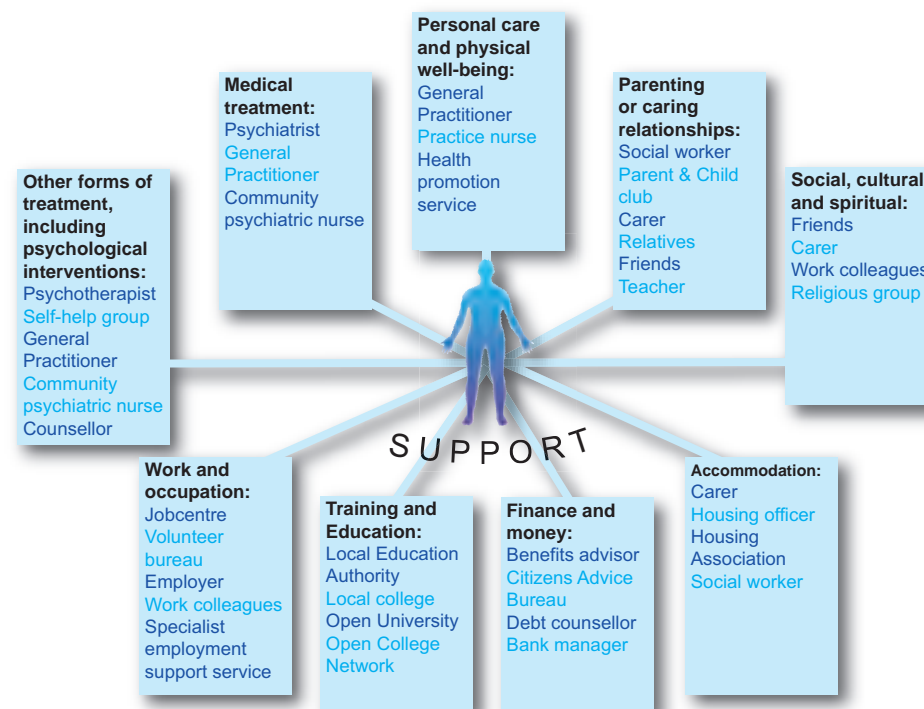 Personal care
and physical
well-being:
General
Practitioner
Practice nurse
Health
promotion
service
Medical
treatment:
Psychiatrist
General
Practitioner
Community
psychiatric nurse
Parenting
or caring
relationships:
Social worker
Parent & Child
club
Carer
Relatives
Friends
Teacher
Other forms of
treatment,
including
psychological
interventions:
Psychotherapist
Self-help group
General
Practitioner
Community
psychiatric nurse
Counsellor
Social, cultural
and spiritual:
Friends
Carer
Work colleagues
Religious group
SUPPORT
Work and
occupation:
Jobcentre
Volunteer
bureau
Employer
Work colleagues
Specialist
employment
support service
Training and
Education:
Local Education
Authority
Local college
Open University
Open College
Network
Finance and
money:
Benefits advisor
Citizens Advice
Bureau
Debt counsellor
Bank manager
Accommodation:
Carer
Housing officer
Housing
Association
Social worker